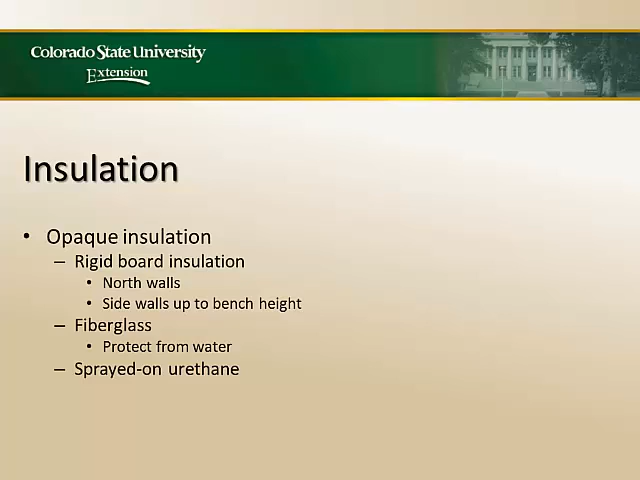 Colorado State University
Extension
Insulation
• Opaque insulation
– Rigid board insulation
• North walls
• Side walls up to bench height
– Fiberglass
• Protect from water
– Sprayed-on urethane